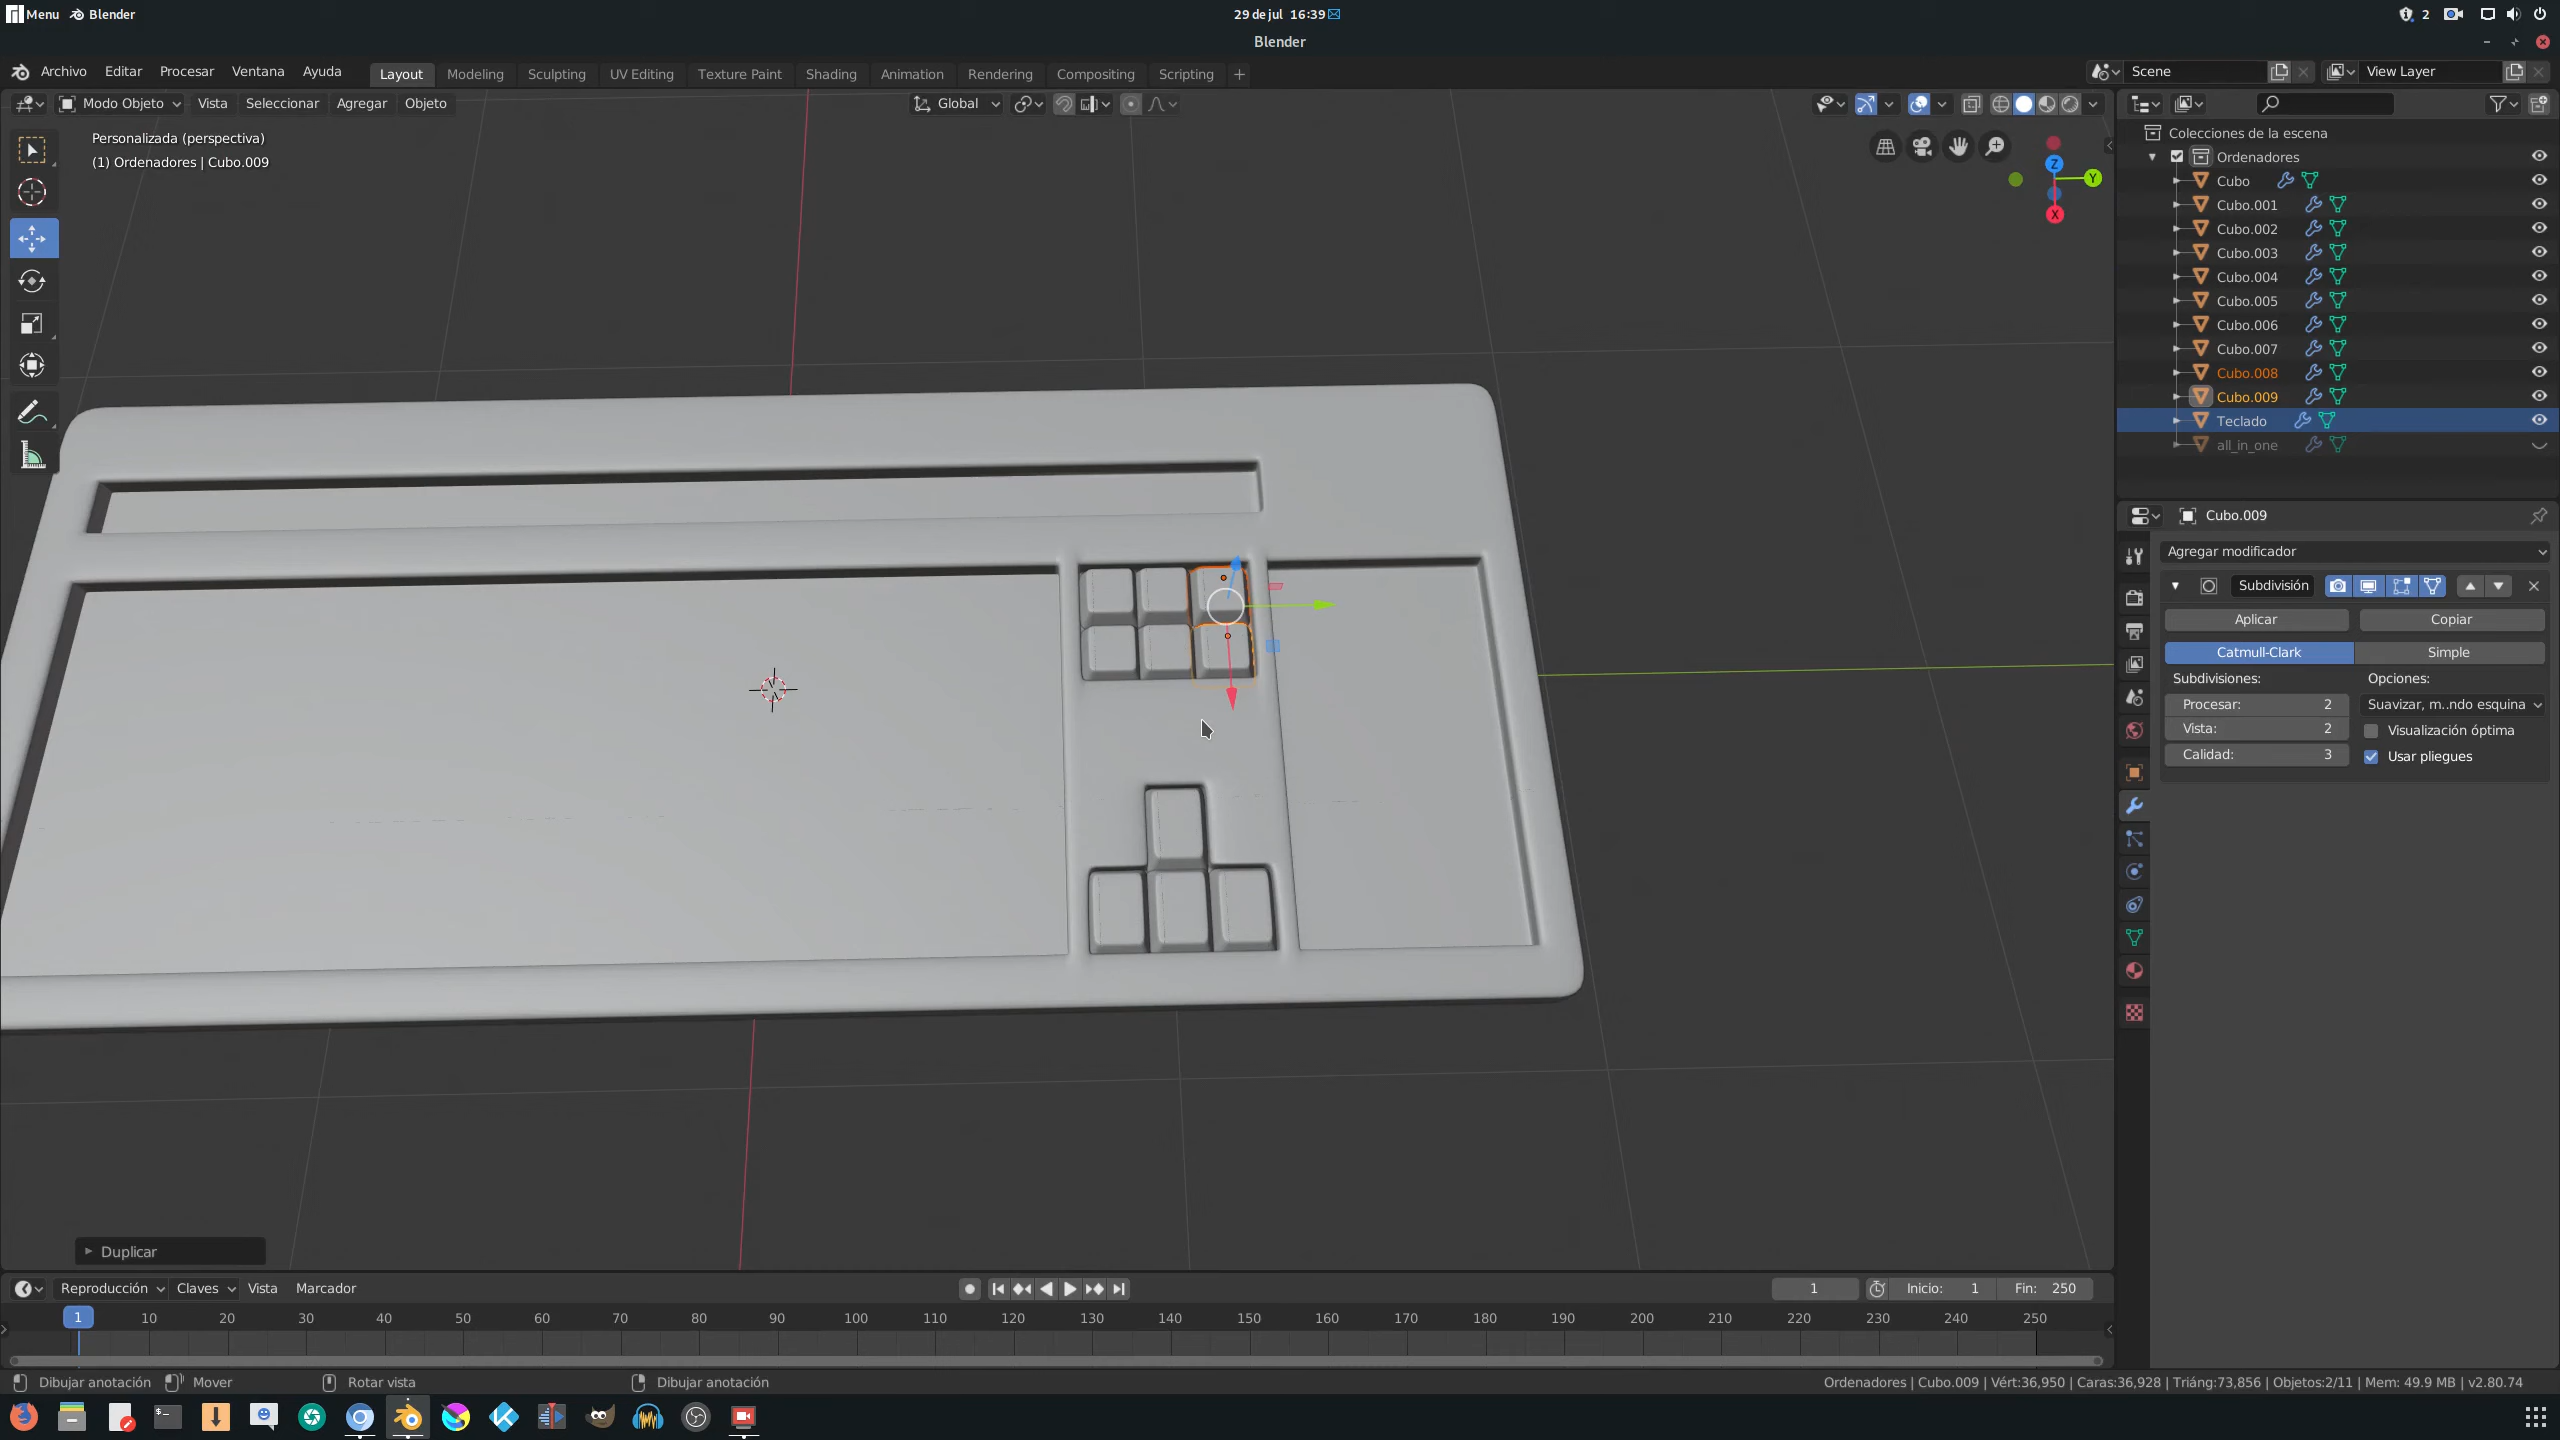 Menu Blender 29 de jul 16:39 2
Blender
Archivo Editar Procesar Ventana Ayuda Layout Modeling Sculpting UV Editing Texture Paint Shading Animation Rendering Compositing Scripting + Scene View Layer
Modo Objeto Vista Seleccionar Agregar Objeto Global
Personalizada (perspectiva)
(1) Ordenadores | Cubo.009
Z
Y
X
Colecciones de la escena
Ordenadores
Cubo
Cubo.001
Cubo.002
Cubo.003
Cubo.004
Cubo.005
Cubo.006
Cubo.007
Cubo.008
Cubo.009
Teclado
all_in_one
Cubo.009
Agregar modificador
Subdivisión
Aplicar Copiar
Catmull-Clark Simple
Subdivisiones: Opciones:
Procesar: 2 Suavizar, m..ndo esquina
Vista: 2 Visualización óptima
Calidad: 3 Usar pliegues
Duplicar
Reproducción Claves Vista Marcador 1 Inicio: 1 Fin: 250
1 10 20 30 40 50 60 70 80 90 100 110 120 130 140 150 160 170 180 190 200 210 220 230 240 250
Dibujar anotación Mover Rotar vista Dibujar anotación Ordenadores | Cubo.009 | Vért:36,950 | Caras:36,928 | Triáng:73,856 | Objetos:2/11 | Mem: 49.9 MB | v2.80.74